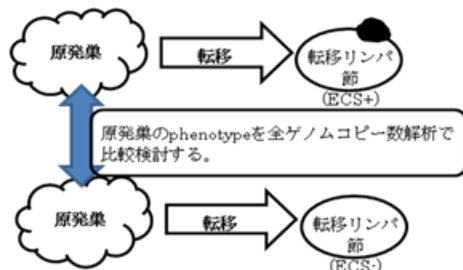 原発巣
転移
転移リンパ
節
(ECS+)
原発巣のphenotypeを全ゲノムコピー数解析で
比較検討する。
原発巣
転移
転移リンパ
節
(ECS-)